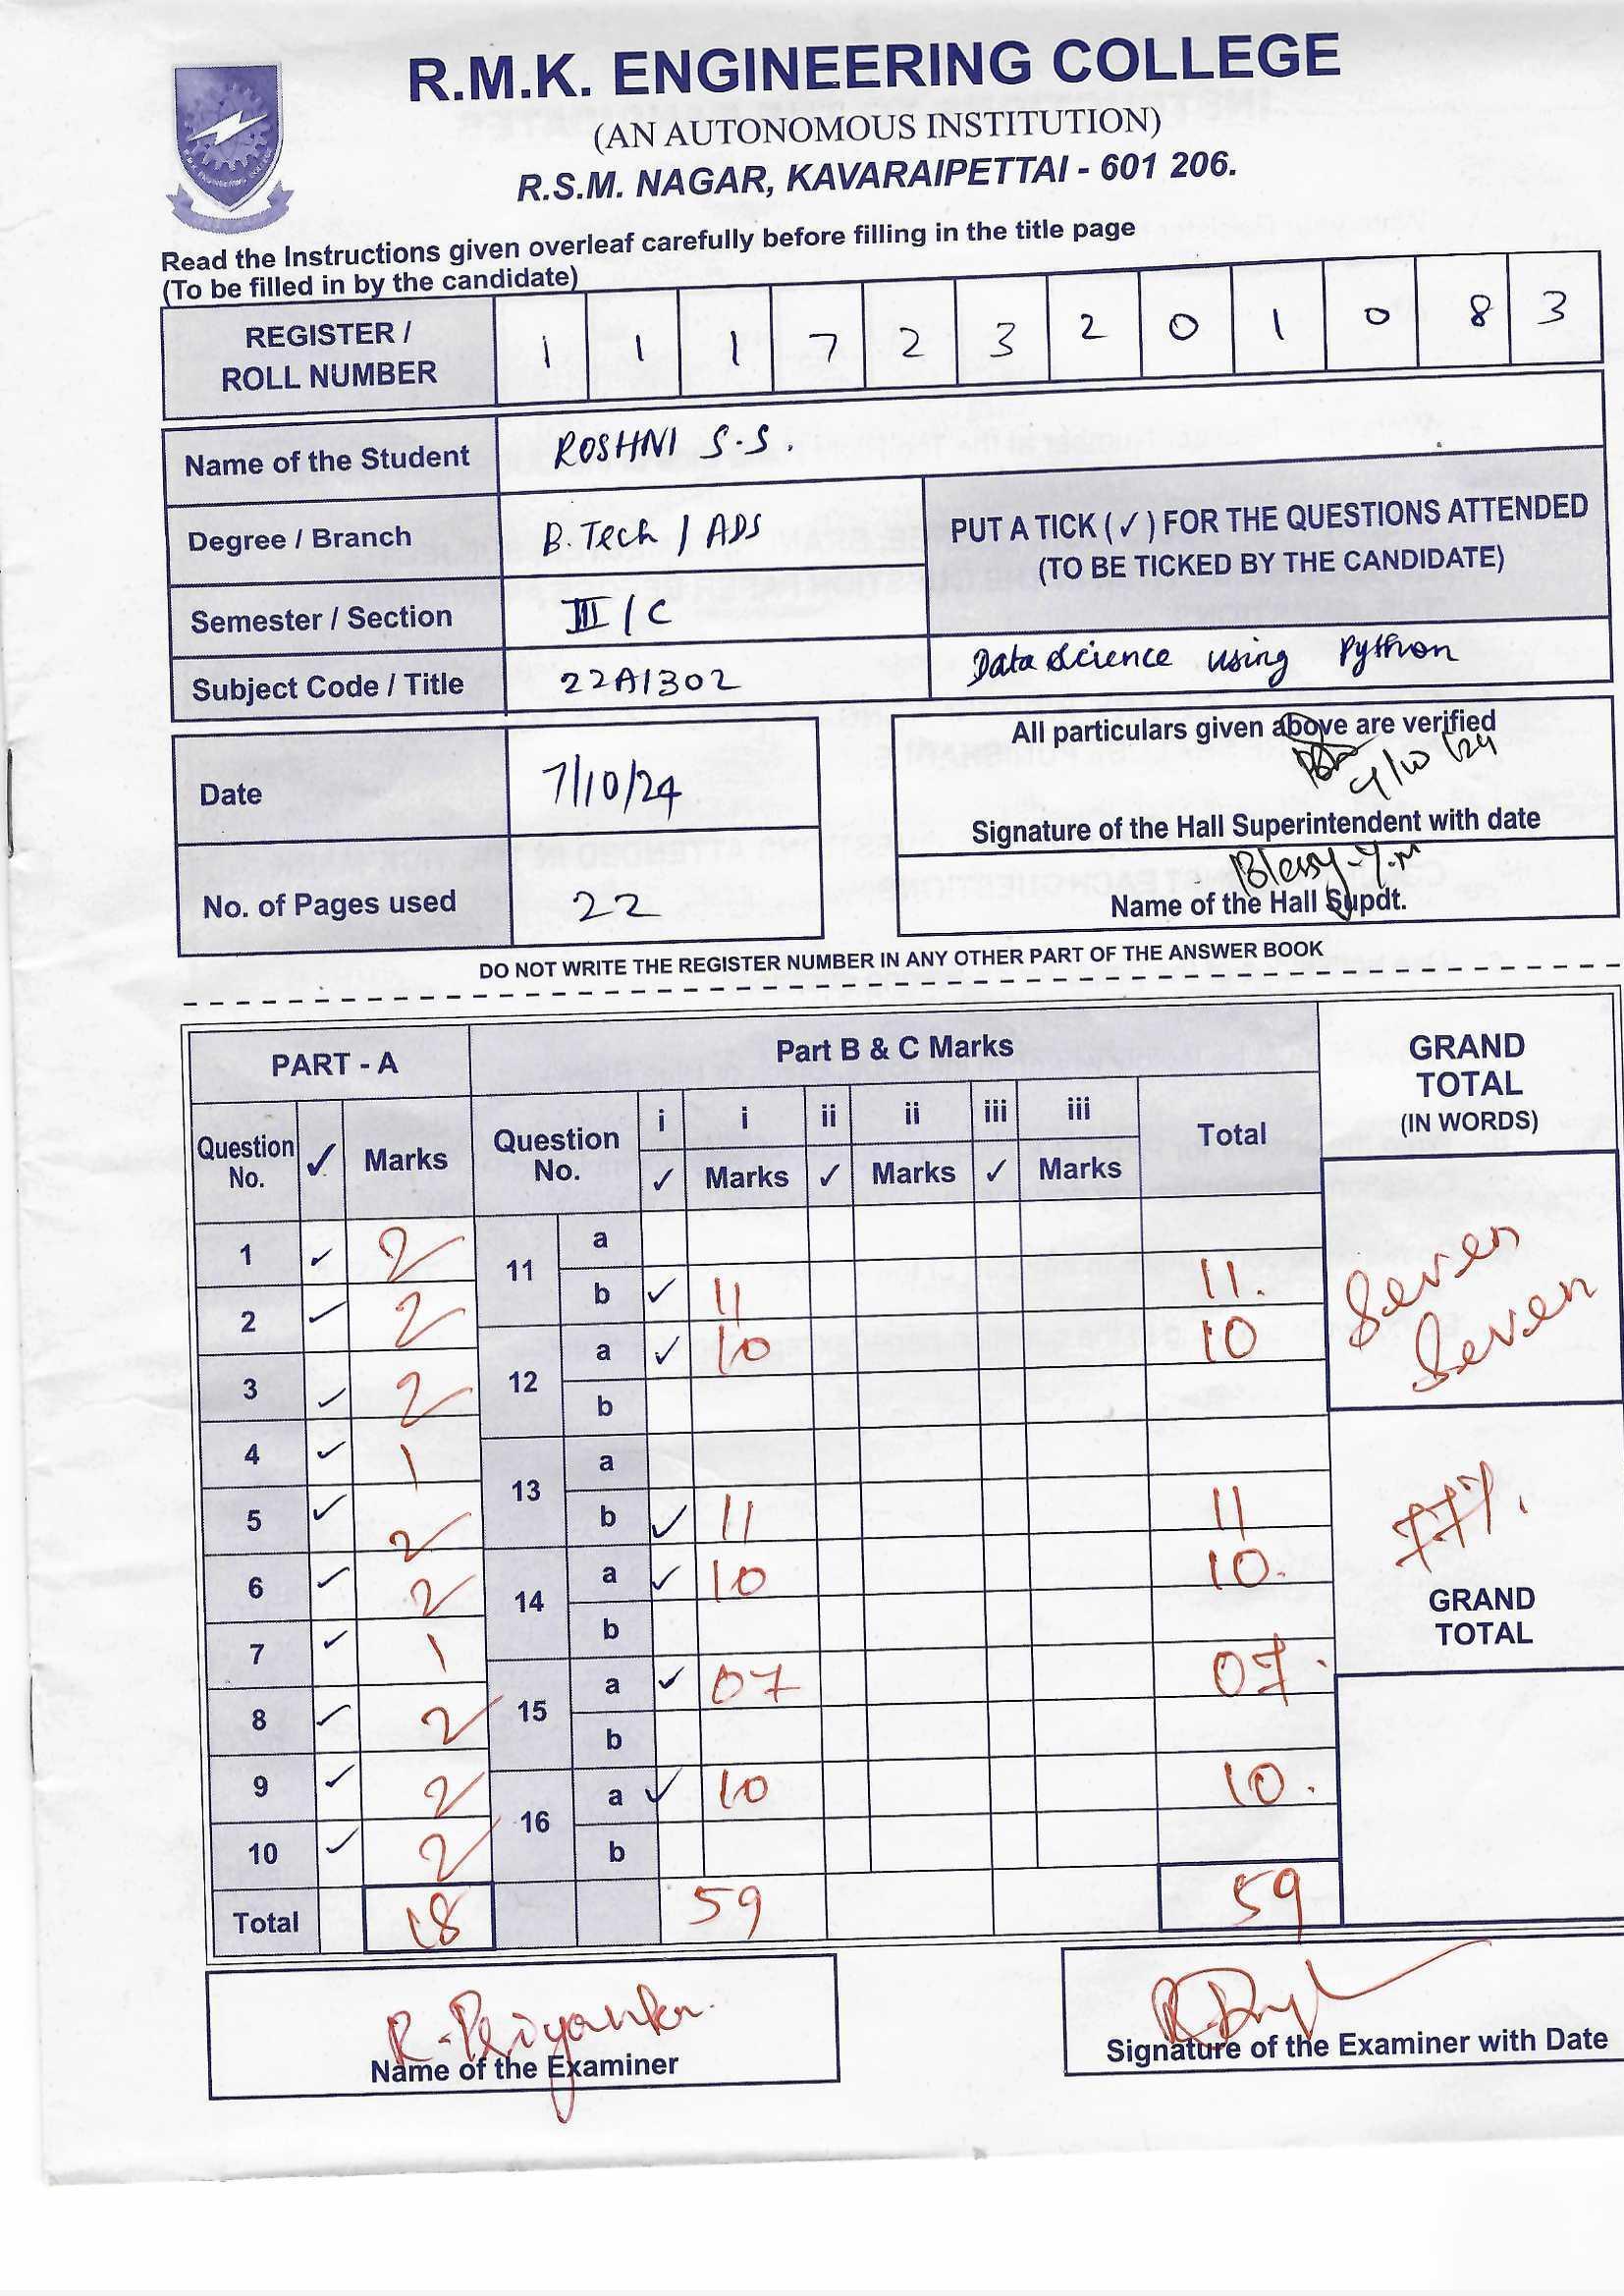 R.M.K. ENGINEERING COLLEGE
(AN AUTONOMOUS INSTITUTION)
R.S.M. NAGAR, KAVARAIPETTAI - 601 206.
Read the Instructions given overleaf carefully before filling in the title page
(To be filled in by the candidate)
REGISTER / ROLL NUMBER 1 1 1 7 2 3 2 0 1 0 8 3
Name of the Student ROSHNI S.S.
Degree / Branch B.Tech / ADS
PUT A TICK (✓) FOR THE QUESTIONS ATTENDED
(TO BE TICKED BY THE CANDIDATE)
Semester / Section III / C
Subject Code / Title 22AI302 Data Science using Python
Date 7/10/24
All particulars given above are verified
Signature of the Hall Superintendent with date
No. of Pages used 22
Blessy
Name of the Hall Supdt.
DO NOT WRITE THE REGISTER NUMBER IN ANY OTHER PART OF THE ANSWER BOOK
PART - A Part B & C Marks GRAND TOTAL (IN WORDS)
Question No. ✓ Marks Question No. i i ii ii iii iii Total
✓ Marks ✓ Marks ✓ Marks
1 ✓ 2 11 a
b ✓ 11 11.
2 ✓ 2 12 a ✓ 10 10
3 ✓ 2 b
Seven Seven
4 ✓ 1 13 a
5 ✓ 2 b ✓ 11 11
77%.
6 ✓ 2 14 a ✓ 10 10.
GRAND TOTAL
7 ✓ 1 b
15 a ✓ 07 07.
8 ✓ 2 b
9 ✓ 2 16 a ✓ 10 10.
10 ✓ 2 b
Total 18 59 59
R. Priyanka
Name of the Examiner
Signature of the Examiner with Date